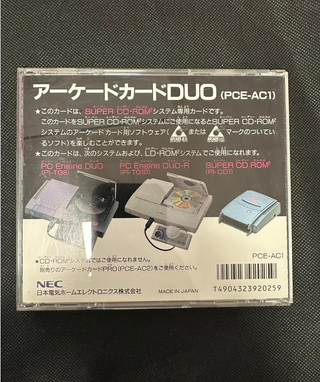 アーケードカードDUO(PCE-AC1)
★このカードは、SUPER CD-ROM²システム専用カードです。
このカードをSUPER CD-ROM²システムにご使用になるとSUPER CD-ROM²
システムのアーケードカード用ソフトウェア( または マークのついてい
るソフト)を楽しむことができます。
★このカードは、次のシステムおよび、LD-ROM²システムでご使用になれます。
PC Engine DUO
(PI-TG8)
PC Engine DUO-R
(PI-TG10)
SUPER CD ROM²
(PI-CD1)
PCE-AC1
★CD-ROM²システムではご使用になれません。
別売りのアーケードカードPRO(PCE-AC2)をご使用ください。
NEC
日本電気ホームエレクトロニクス株式会社
MADE IN JAPAN
T4904323920259